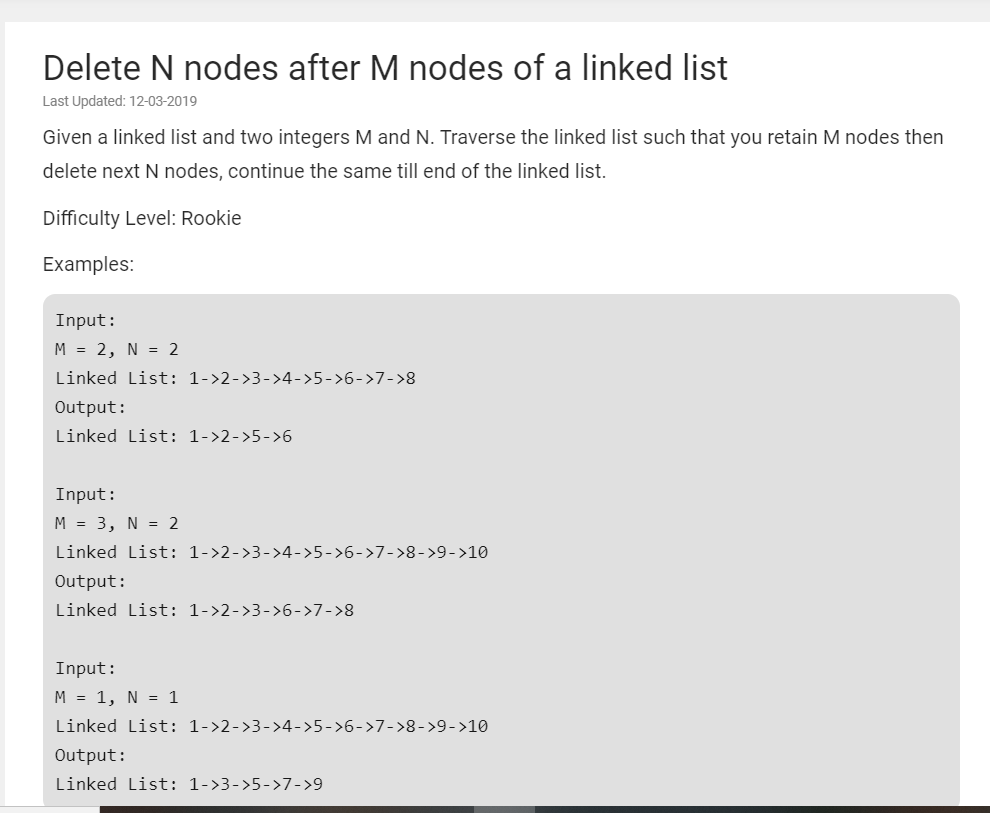 Delete N nodes after M nodes of a linked list
Last Updated: 12-03-2019
Given a linked list and two integers M and N. Traverse the linked list such that you retain M nodes then
delete next N nodes, continue the same till end of the linked list.
Difficulty Level: Rookie
Examples:
Input:
M = 2, N = 2
Linked List: 1->2->3->4->5->6->7->8
Output:
Linked List: 1->2->5->6
Input:
M = 3, N = 2
Linked List: 1->2->3->4->5->6->7->8->9->10
Output:
Linked List: 1->2->3->6->7->8
Input:
M = 1, N = 1
Linked List: 1->2->3->4->5->6->7->8->9->10
Output:
Linked List: 1->3->5->7->9